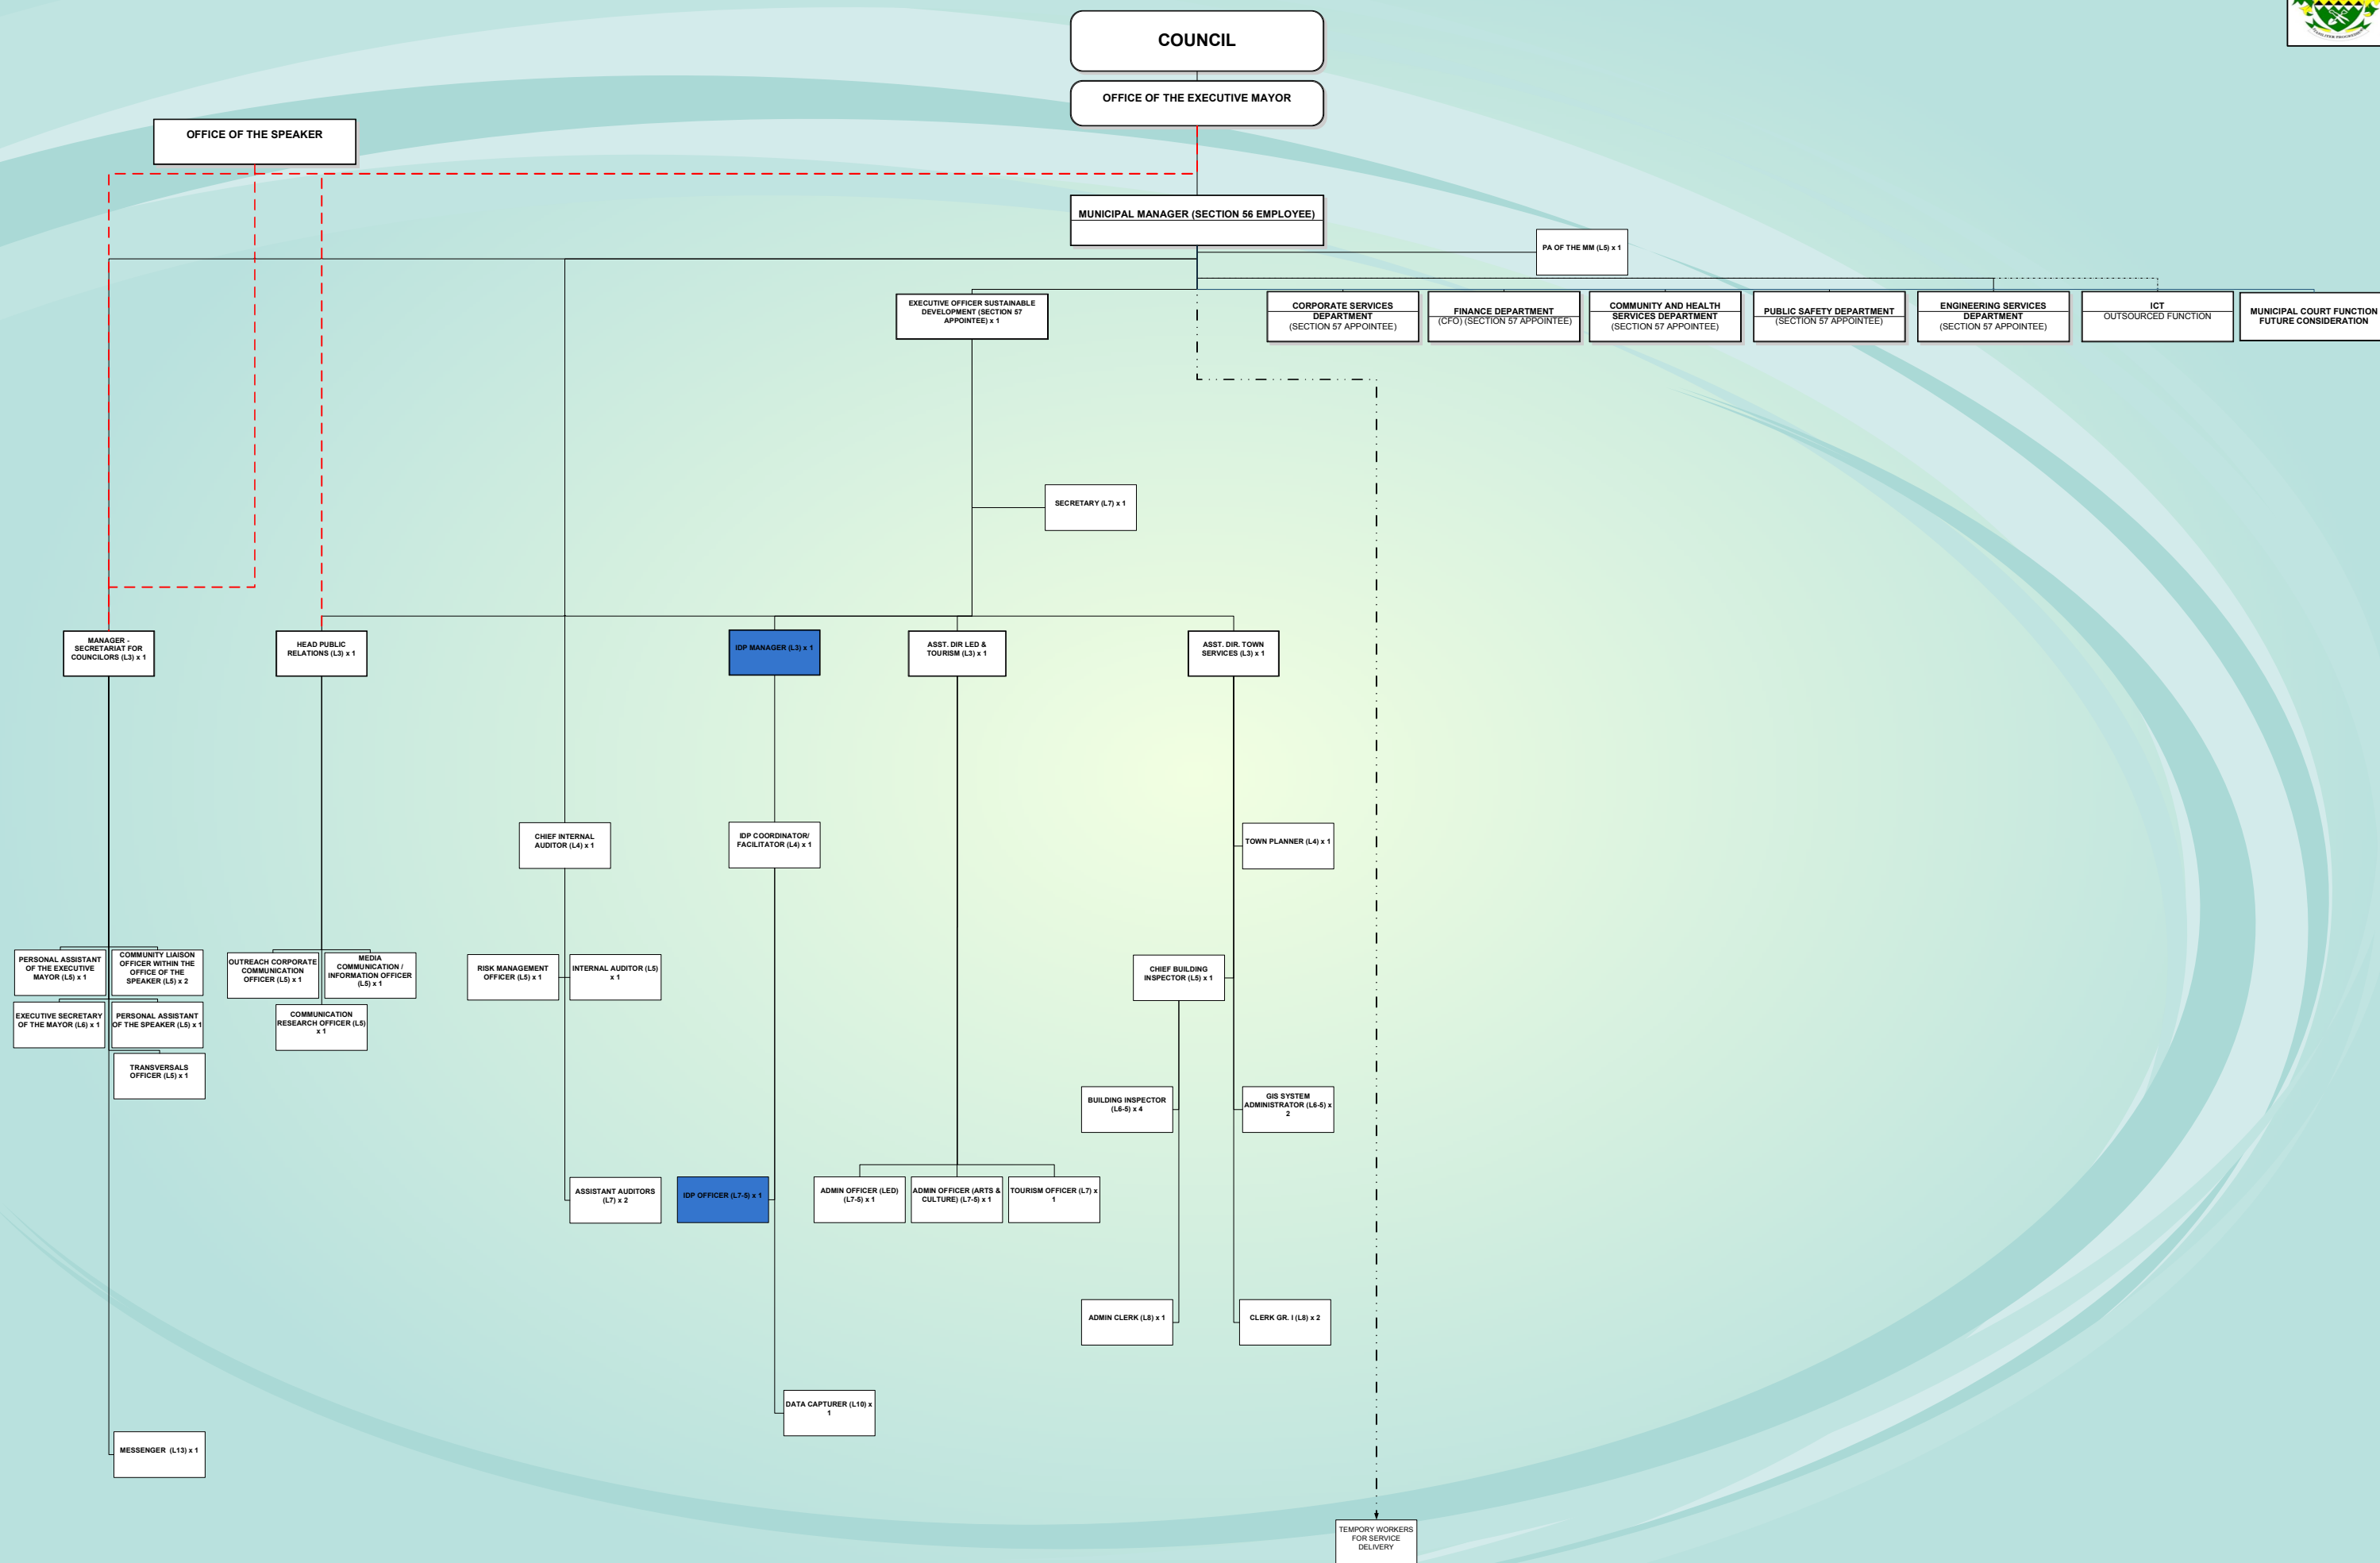 COUNCIL
OFFICE OF THE EXECUTIVE MAYOR
OFFICE OF THE SPEAKER
MUNICIPAL MANAGER (SECTION 56 EMPLOYEE)
PA OF THE MM (L5) x 1
EXECUTIVE OFFICER SUSTAINABLE
DEVELOPMENT (SECTION 57
APPOINTEE) x 1
CORPORATE SERVICES
DEPARTMENT
(SECTION 57 APPOINTEE)
FINANCE DEPARTMENT
(CFO) (SECTION 57 APPOINTEE)
COMMUNITY AND HEALTH
SERVICES DEPARTMENT
(SECTION 57 APPOINTEE)
PUBLIC SAFETY DEPARTMENT
(SECTION 57 APPOINTEE)
ENGINEERING SERVICES
DEPARTMENT
(SECTION 57 APPOINTEE)
ICT
OUTSOURCED FUNCTION
MUNICIPAL COURT FUNCTION
FUTURE CONSIDERATION
SECRETARY (L7) x 1
MANAGER -
SECRETARIAT FOR
COUNCILORS (L3) x 1
HEAD PUBLIC
RELATIONS (L3) x 1
IDP MANAGER (L3) x 1
ASST. DIR LED &
TOURISM (L3) x 1
ASST. DIR. TOWN
SERVICES (L3) x 1
CHIEF INTERNAL
AUDITOR (L4) x 1
IDP COORDINATOR/
FACILITATOR (L4) x 1
TOWN PLANNER (L4) x 1
PERSONAL ASSISTANT
OF THE EXECUTIVE
MAYOR (L5) x 1
COMMUNITY LIAISON
OFFICER WITHIN THE
OFFICE OF THE
SPEAKER (L5) x 2
OUTREACH CORPORATE
COMMUNICATION
OFFICER (L5) x 1
MEDIA
COMMUNICATION /
INFORMATION OFFICER
(L5) x 1
RISK MANAGEMENT
OFFICER (L5) x 1
INTERNAL AUDITOR (L5)
x 1
CHIEF BUILDING
INSPECTOR (L5) x 1
EXECUTIVE SECRETARY
OF THE MAYOR (L6) x 1
PERSONAL ASSISTANT
OF THE SPEAKER (L5) x 1
COMMUNICATION
RESEARCH OFFICER (L5)
x 1
TRANSVERSALS
OFFICER (L5) x 1
BUILDING INSPECTOR
(L6-5) x 4
GIS SYSTEM
ADMINISTRATOR (L6-5) x
2
ASSISTANT AUDITORS
(L7) x 2
IDP OFFICER (L7-5) x 1
ADMIN OFFICER (LED)
(L7-5) x 1
ADMIN OFFICER (ARTS &
CULTURE) (L7-5) x 1
TOURISM OFFICER (L7) x
1
ADMIN CLERK (L8) x 1
CLERK GR. I (L8) x 2
DATA CAPTURER (L10) x
1
MESSENGER (L13) x 1
TEMPORY WORKERS
FOR SERVICE
DELIVERY